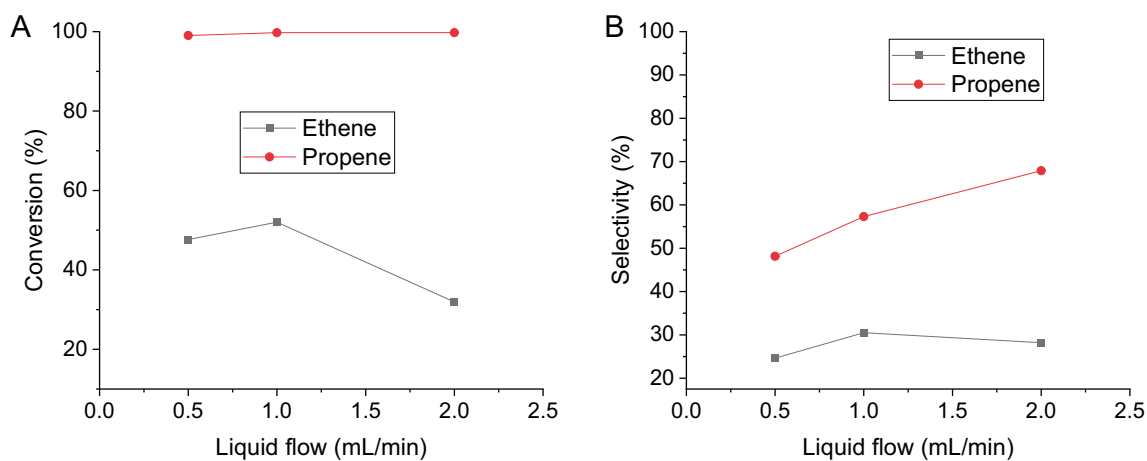 A
Conversion (%)
100
80
60
40
20
Ethene
Propene
0.0 0.5 1.0 1.5 2.0 2.5
Liquid flow (mL/min)
B
Selectivity (%)
100
90
80
70
60
50
40
30
20
Ethene
Propene
0.0 0.5 1.0 1.5 2.0 2.5
Liquid flow (mL/min)